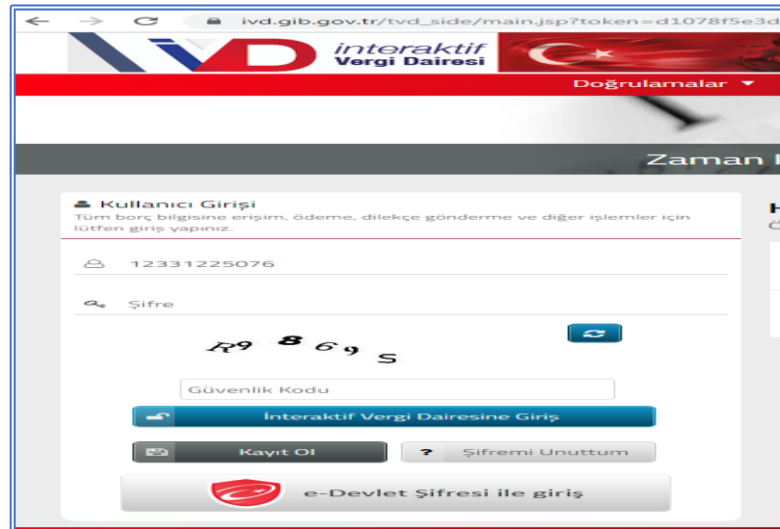 ivd.gib.gov.tr/tvd_side/main.jsp?token=d1078f5e3d
İVD interaktif
Vergi Dairesi
Doğrulamalar
Zaman
Kullanıcı Girişi
Tüm borç bilgisine erişim, ödeme, dilekçe gönderme ve diğer işlemler için
lütfen giriş yapınız.
12331225076
Şifre
R9 8 69 S
Güvenlik Kodu
İnteraktif Vergi Dairesine Giriş
Kayıt Ol
? Şifremi Unuttum
e-Devlet Şifresi ile giriş